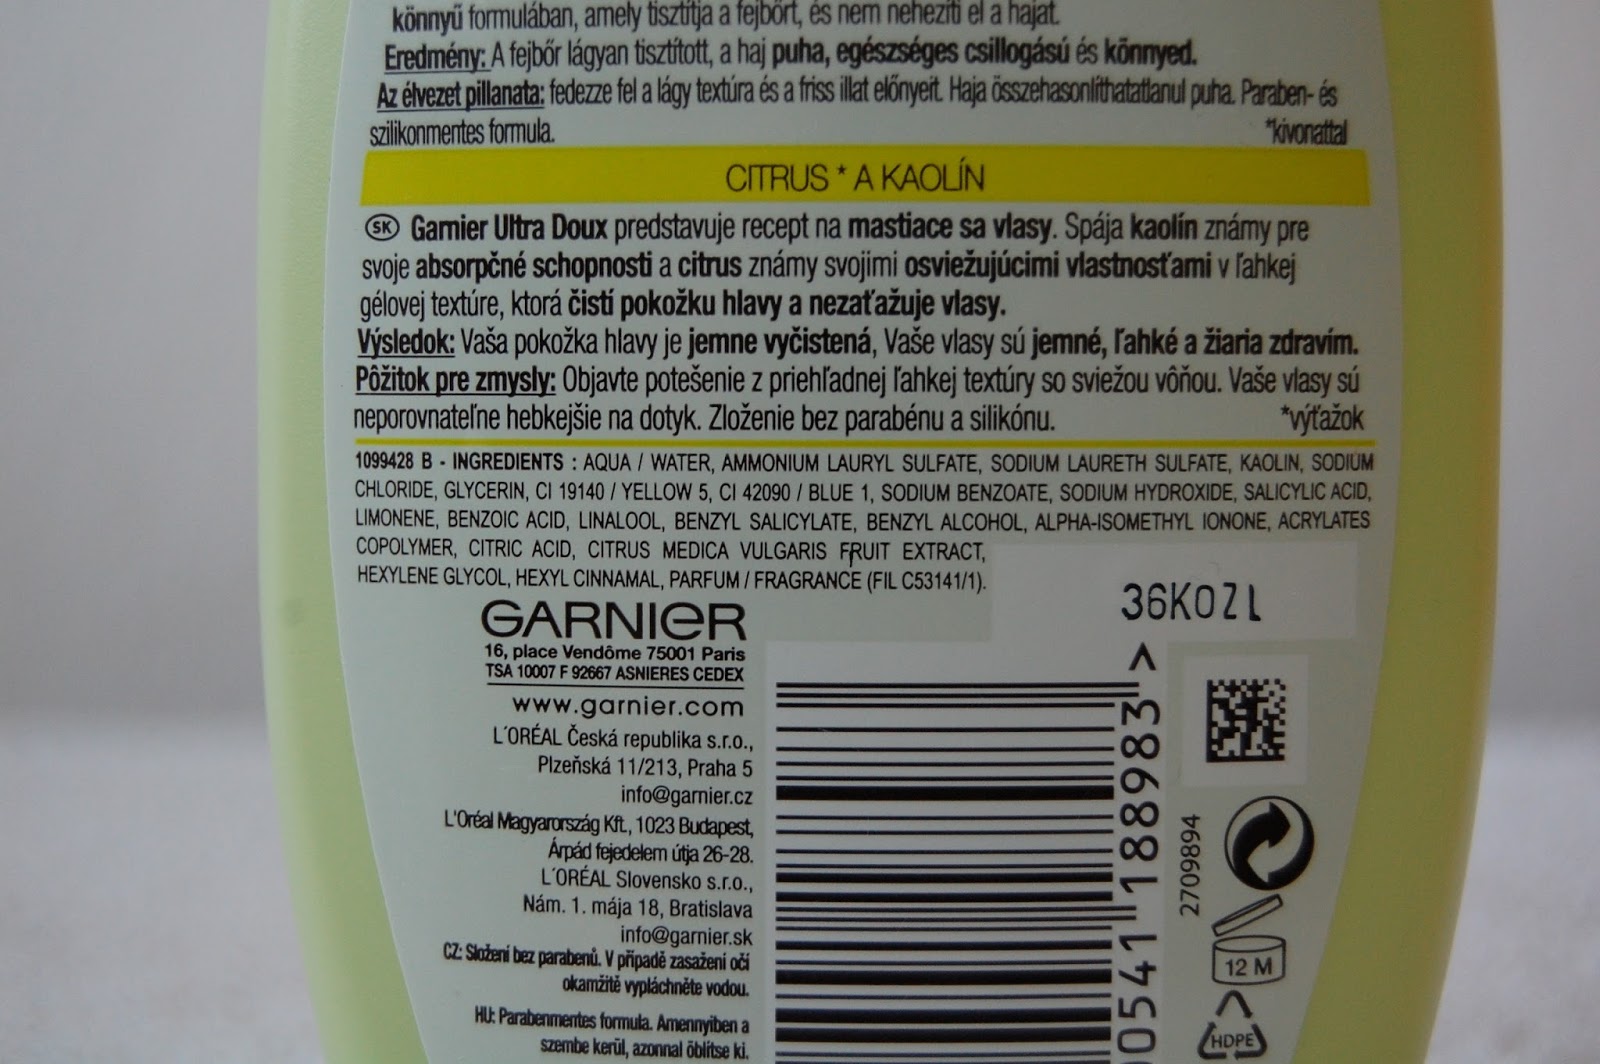 könnyű formulában, amely tisztítja a fejbőrt, és nem nehezíti el a hajat.
Eredmény: A fejbőr lágyan tisztított, a haj puha, egészséges csillogású és könnyed.
Az élvezet pillanata: fedezze fel a lágy textúra és a friss illat előnyeit. Haja összehasonlíthatatlanul puha. Paraben- és
szilikonmentes formula. *kivonattal
CITRUS * A KAOLÍN
SK Garnier Ultra Doux predstavuje recept na mastiace sa vlasy. Spája kaolín známy pre
svoje absorpčné schopnosti a citrus známy svojimi osviežujúcimi vlastnosťami v ľahkej
gélovej textúre, ktorá čistí pokožku hlavy a nezaťažuje vlasy.
Výsledok: Vaša pokožka hlavy je jemne vyčistená, Vaše vlasy sú jemné, ľahké a žiaria zdravím.
Pôžitok pre zmysly: Objavte potešenie z priehľadnej ľahkej textúry so sviežou vôňou. Vaše vlasy sú
neporovnateľne hebkejšie na dotyk. Zloženie bez parabénu a silikónu. *výťažok
1099428 B - INGREDIENTS : AQUA / WATER, AMMONIUM LAURYL SULFATE, SODIUM LAURETH SULFATE, KAOLIN, SODIUM
CHLORIDE, GLYCERIN, CI 19140 / YELLOW 5, CI 42090 / BLUE 1, SODIUM BENZOATE, SODIUM HYDROXIDE, SALICYLIC ACID,
LIMONENE, BENZOIC ACID, LINALOOL, BENZYL SALICYLATE, BENZYL ALCOHOL, ALPHA-ISOMETHYL IONONE, ACRYLATES
COPOLYMER, CITRIC ACID, CITRUS MEDICA VULGARIS FRUIT EXTRACT,
HEXYLENE GLYCOL, HEXYL CINNAMAL, PARFUM / FRAGRANCE (FIL C53141/1).
36K0Z1
GARNIER
16, place Vendôme 75001 Paris
TSA 10007 F 92667 ASNIERES CEDEX
www.garnier.com
L´ORÉAL Česká republika s.r.o.,
Plzeňská 11/213, Praha 5
info@garnier.cz
L'Oréal Magyarország Kft., 1023 Budapest,
Árpád fejedelem útja 26-28.
L´ORÉAL Slovensko s.r.o.,
Nám. 1. mája 18, Bratislava
info@garnier.sk
CZ: Složení bez parabenů. V případě zasažení očí
okamžitě vypláchněte vodou.
HU: Parabenmentes formula. Amennyiben a
szembe kerül, azonnal öblítse ki.
00541 188983 >
2709894
12 M
HDPE